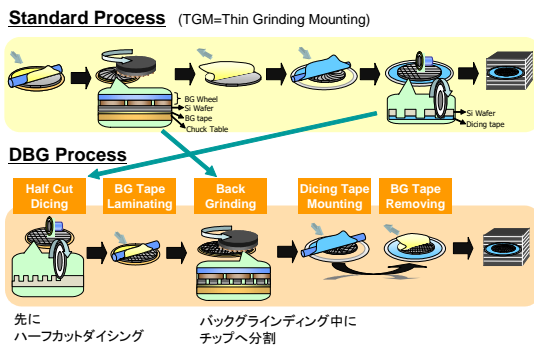 Standard Process (TGM=Thin Grinding Mounting)
BG Wheel
Si Wafer
BG tape
Chuck Table
Si Wafer
Dicing tape
DBG Process
Half Cut
Dicing
BG Tape
Laminating
Back
Grinding
Dicing Tape
Mounting
BG Tape
Removing
先に
ハーフカットダイシング
バックグラインディング中に
チップへ分割